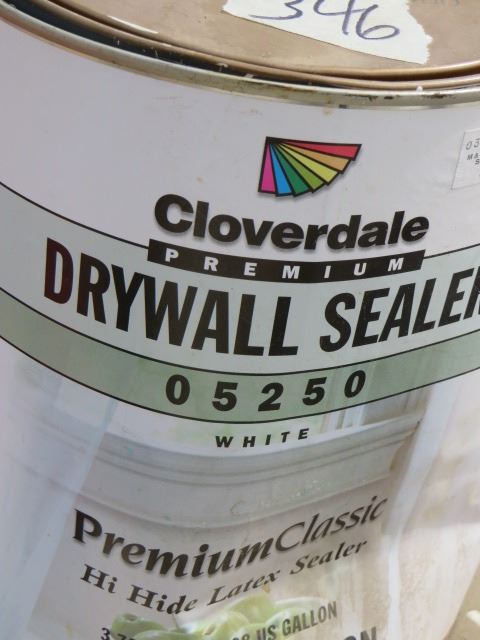 346
Cloverdale
PREMIUM
DRYWALL SEALER
05250
WHITE
PremiumClassic
Hi Hide Latex Sealer
US GALLON